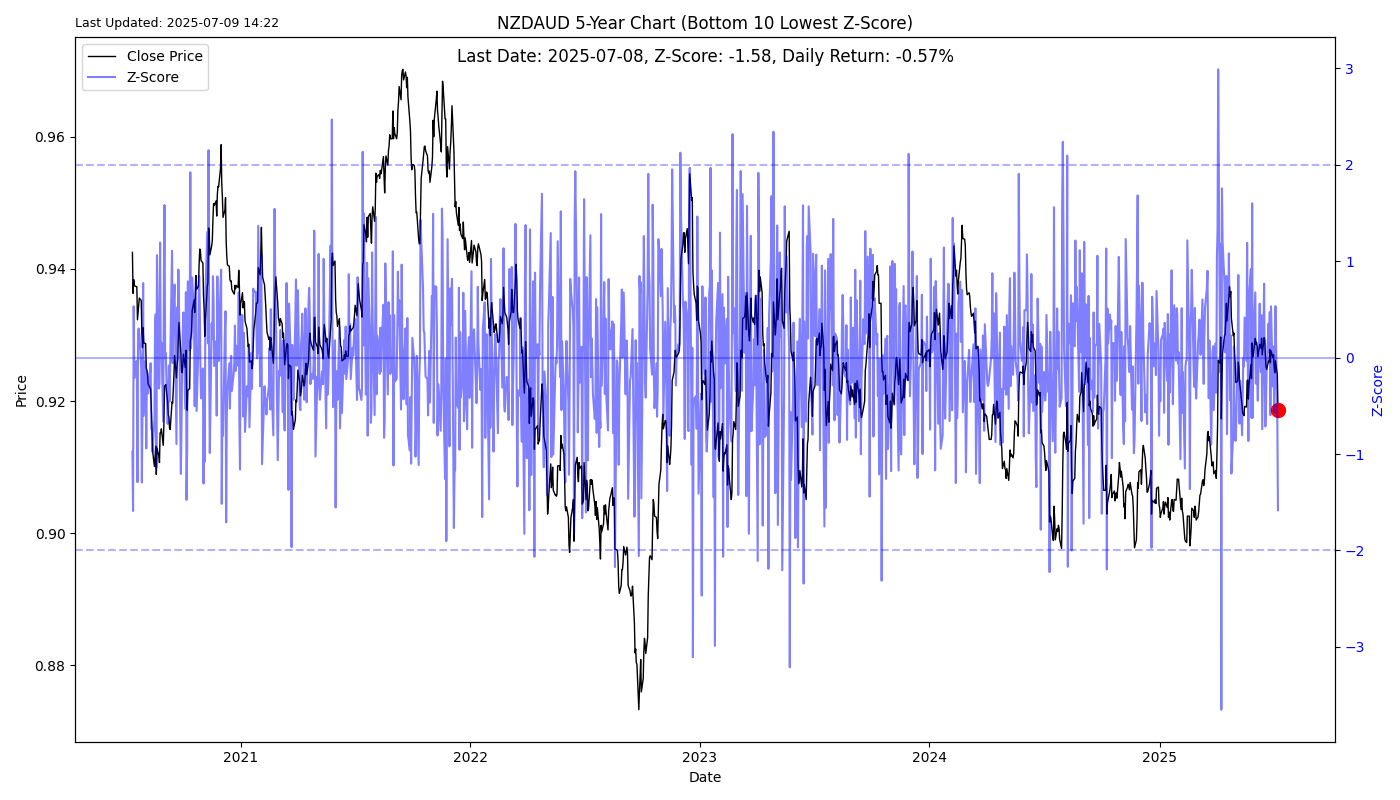 Last Updated: 2025-07-09 14:22
NZDAUD 5-Year Chart (Bottom 10 Lowest Z-Score)
Last Date: 2025-07-08, Z-Score: -1.58, Daily Return: -0.57%
Close Price
Z-Score
0.96
0.94
0.92
0.90
0.88
Price
3
2
1
0
−1
−2
−3
Z-Score
2021
2022
2023
2024
2025
Date